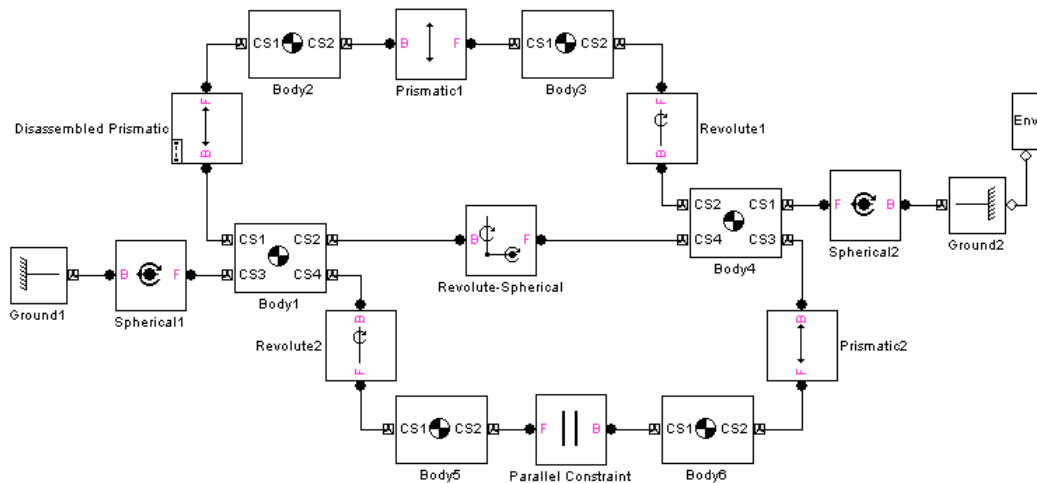 CS1 CS2 B F CS1 CS2
Body2 Prismatic1 Body3
F F
Disassembled Prismatic Revolute1 Env
B B
CS2 CS1
F B
CS1 CS2 B F CS4 CS3
Spherical2 Ground2
B F CS3 CS4 Body4
Revolute-Spherical
Ground1 Spherical1 Body1
B B
Revolute2 Prismatic2
F F
CS1 CS2 F B CS1 CS2
Body5 Parallel Constraint Body6